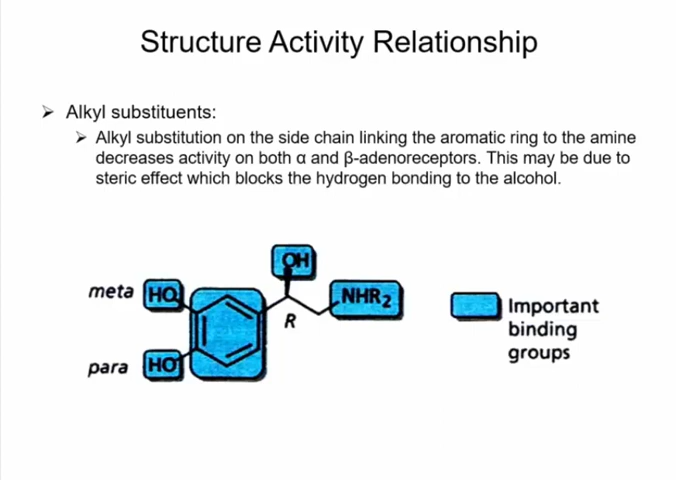 Structure Activity Relationship
➢ Alkyl substituents:
➢ Alkyl substitution on the side chain linking the aromatic ring to the amine
decreases activity on both α and β-adenoreceptors. This may be due to
steric effect which blocks the hydrogen bonding to the alcohol.
OH
meta HO
NHR2
R
para HO
Important
binding
groups